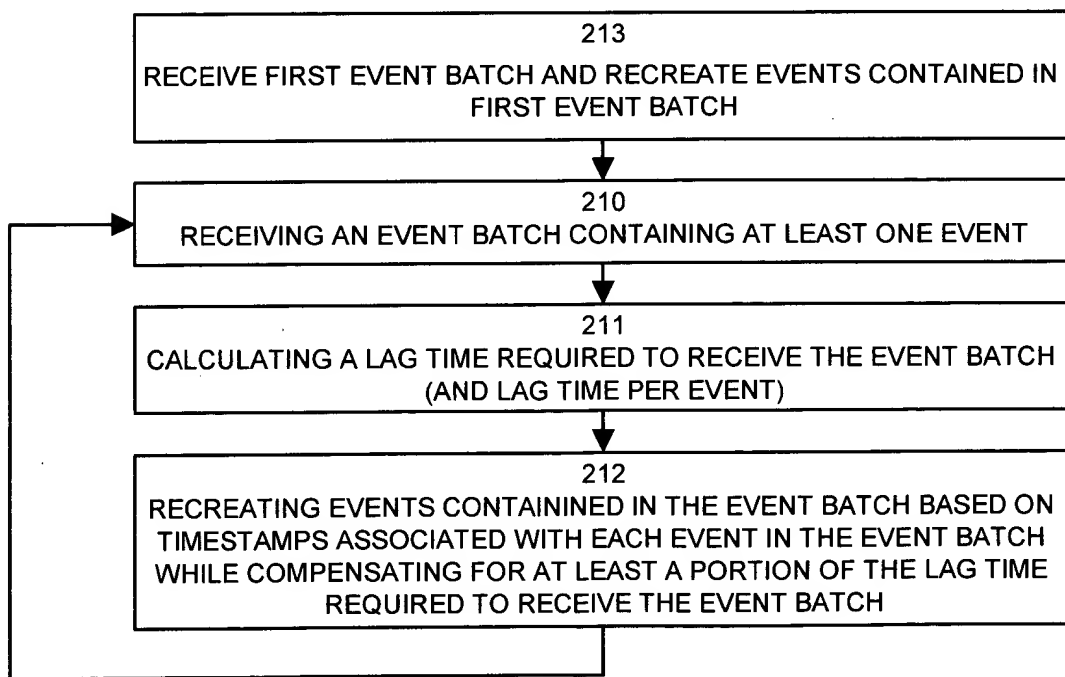 213
RECEIVE FIRST EVENT BATCH AND RECREATE EVENTS CONTAINED IN
FIRST EVENT BATCH
210
RECEIVING AN EVENT BATCH CONTAINING AT LEAST ONE EVENT
211
CALCULATING A LAG TIME REQUIRED TO RECEIVE THE EVENT BATCH
(AND LAG TIME PER EVENT)
212
RECREATING EVENTS CONTAININED IN THE EVENT BATCH BASED ON
TIMESTAMPS ASSOCIATED WITH EACH EVENT IN THE EVENT BATCH
WHILE COMPENSATING FOR AT LEAST A PORTION OF THE LAG TIME
REQUIRED TO RECEIVE THE EVENT BATCH